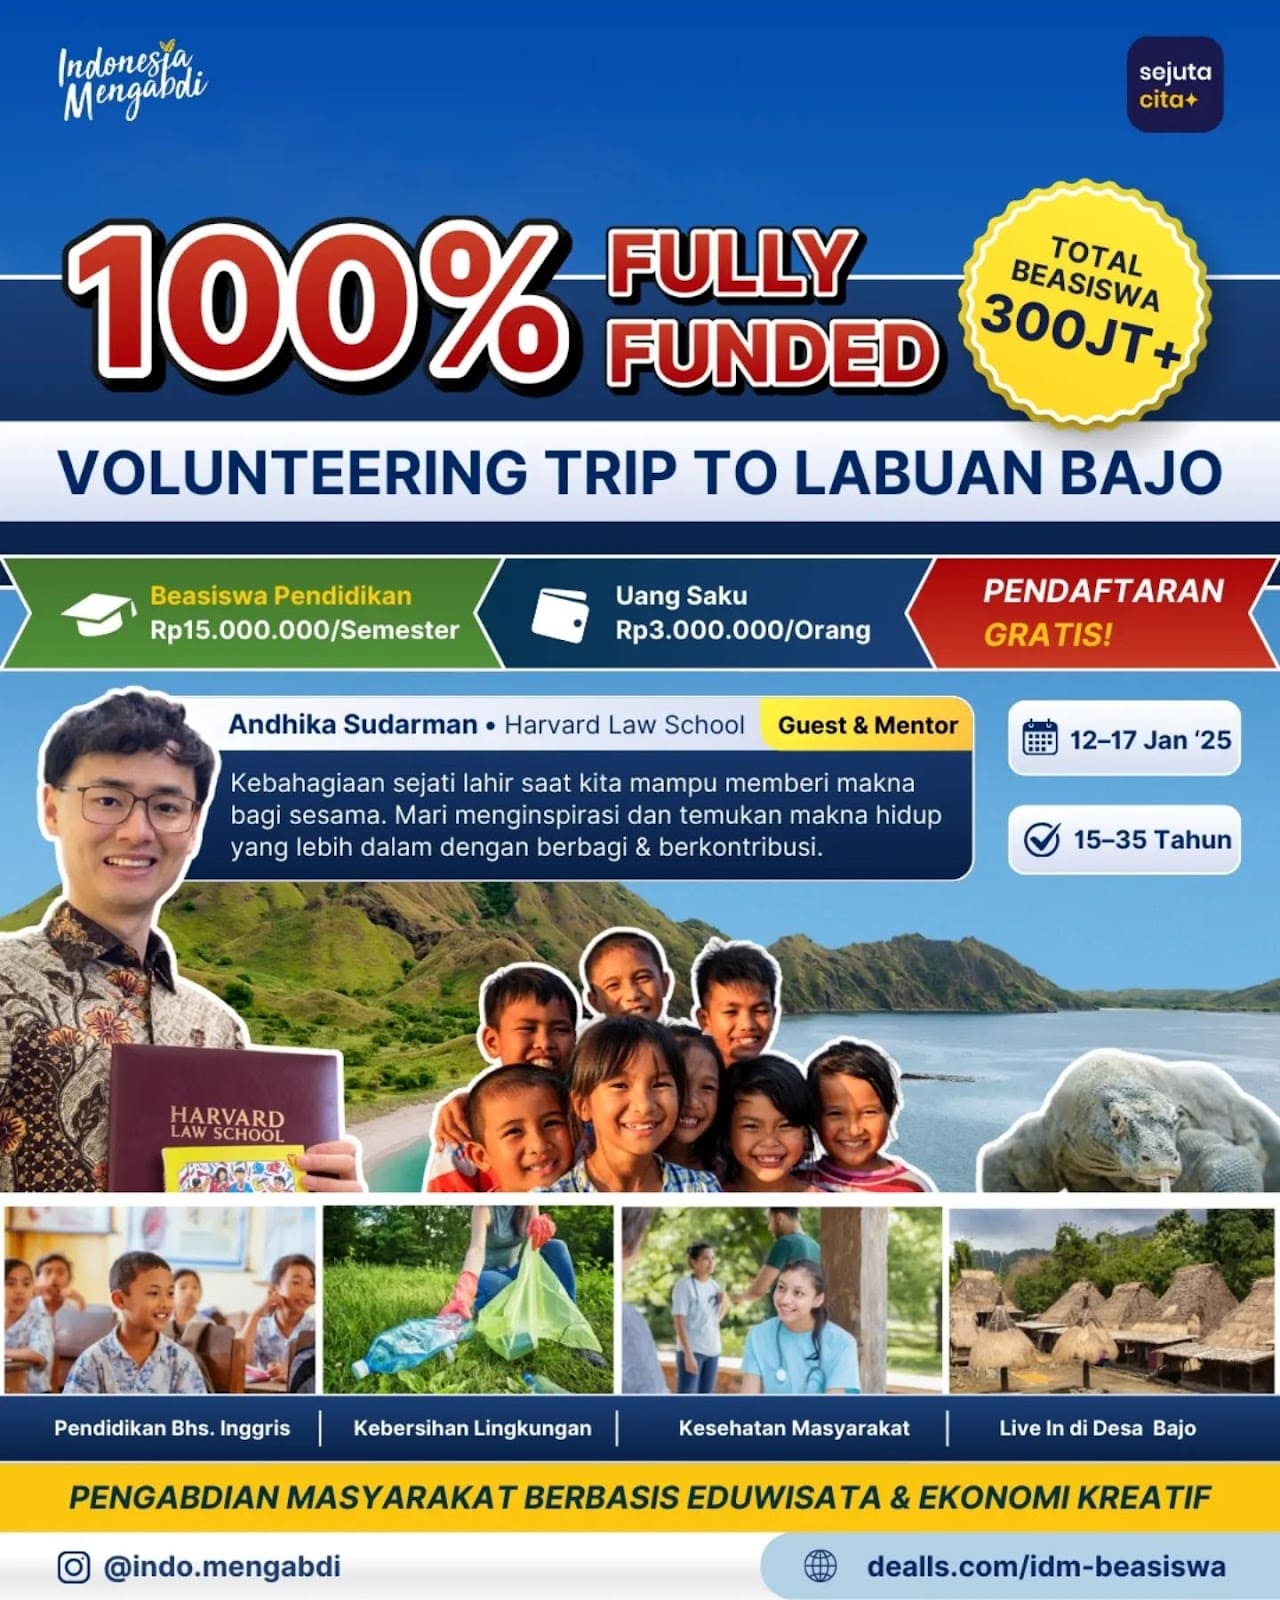 Indonesia
Mengabdi
sejuta
cita
100% FULLY
FUNDED
TOTAL
BEASISWA
300JT+
VOLUNTEERING TRIP TO LABUAN BAJO
Beasiswa Pendidikan
Rp15.000.000/Semester
Uang Saku
Rp3.000.000/Orang
PENDAFTARAN
GRATIS!
Andhika Sudarman • Harvard Law School
Guest & Mentor
Kebahagiaan sejati lahir saat kita mampu memberi makna
bagi sesama. Mari menginspirasi dan temukan makna hidup
yang lebih dalam dengan berbagi & berkontribusi.
12–17 Jan ‘25
15–35 Tahun
HARVARD
LAW SCHOOL
Pendidikan Bhs. Inggris
Kebersihan Lingkungan
Kesehatan Masyarakat
Live In di Desa Bajo
PENGABDIAN MASYARAKAT BERBASIS EDUWISATA & EKONOMI KREATIF
@indo.mengabdi
dealls.com/idm-beasiswa